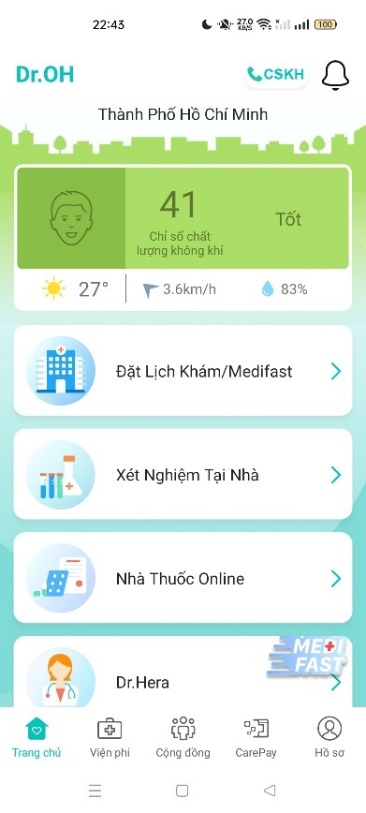 22:43
27.0
KB/S
100
Dr.OH
CSKH
Thành Phố Hồ Chí Minh
41
Chỉ số chất
lượng không khí
Tốt
27°
3.6km/h
83%
Đặt Lịch Khám/Medifast
Xét Nghiệm Tại Nhà
Nhà Thuốc Online
MEDI
FAST
Dr.Hera
Trang chủ
Viện phí
Cộng đồng
CarePay
Hồ sơ